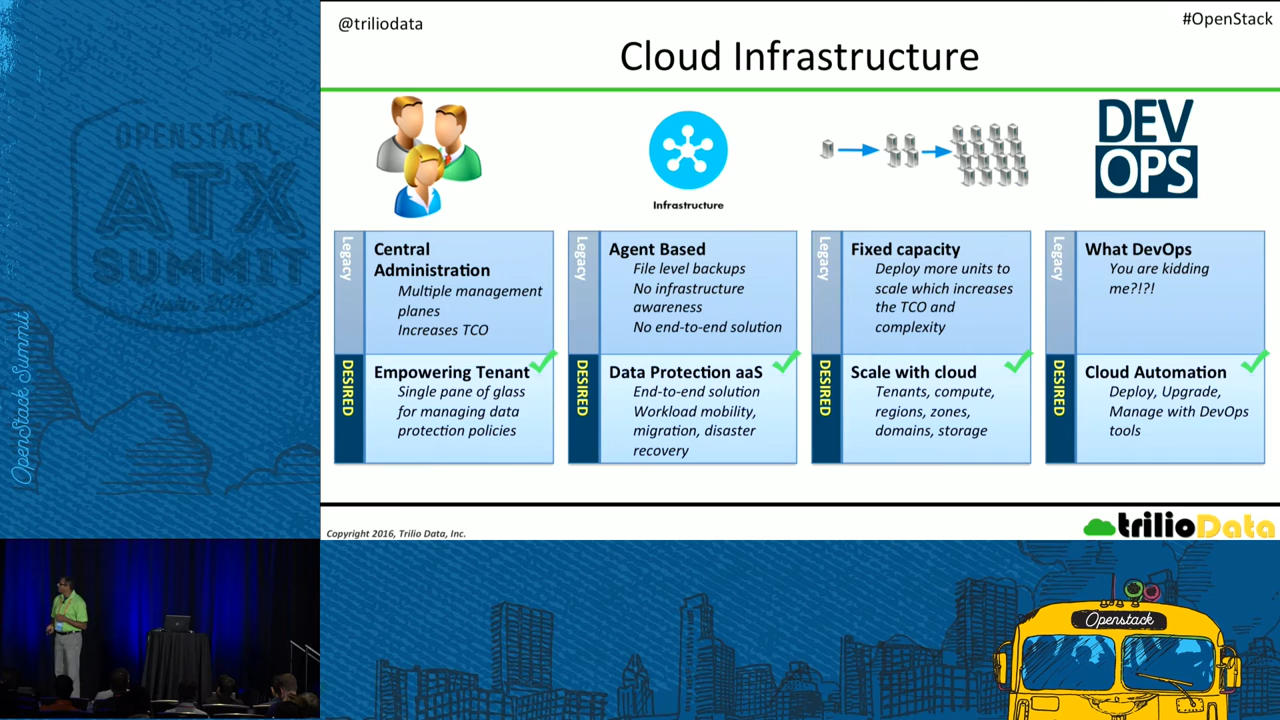 @triliodata
#OpenStack
Cloud Infrastructure
OPENSTACK
ATX
SUMMIT
Austin
OpenStack Summit
Infrastructure
DEV
OPS
Legacy
Central
Administration
Multiple management
planes
Increases TCO
DESIRED
Empowering Tenant
Single pane of glass
for managing data
protection policies
Legacy
Agent Based
File level backups
No infrastructure
awareness
No end-to-end solution
DESIRED
Data Protection aaS
End-to-end solution
Workload mobility,
migration, disaster
recovery
Legacy
Fixed capacity
Deploy more units to
scale which increases
the TCO and
complexity
DESIRED
Scale with cloud
Tenants, compute,
regions, zones,
domains, storage
Legacy
What DevOps
You are kidding
me?!?!
DESIRED
Cloud Automation
Deploy, Upgrade,
Manage with DevOps
tools
Copyright 2016, Trilio Data, Inc.
trilioData
Openstack